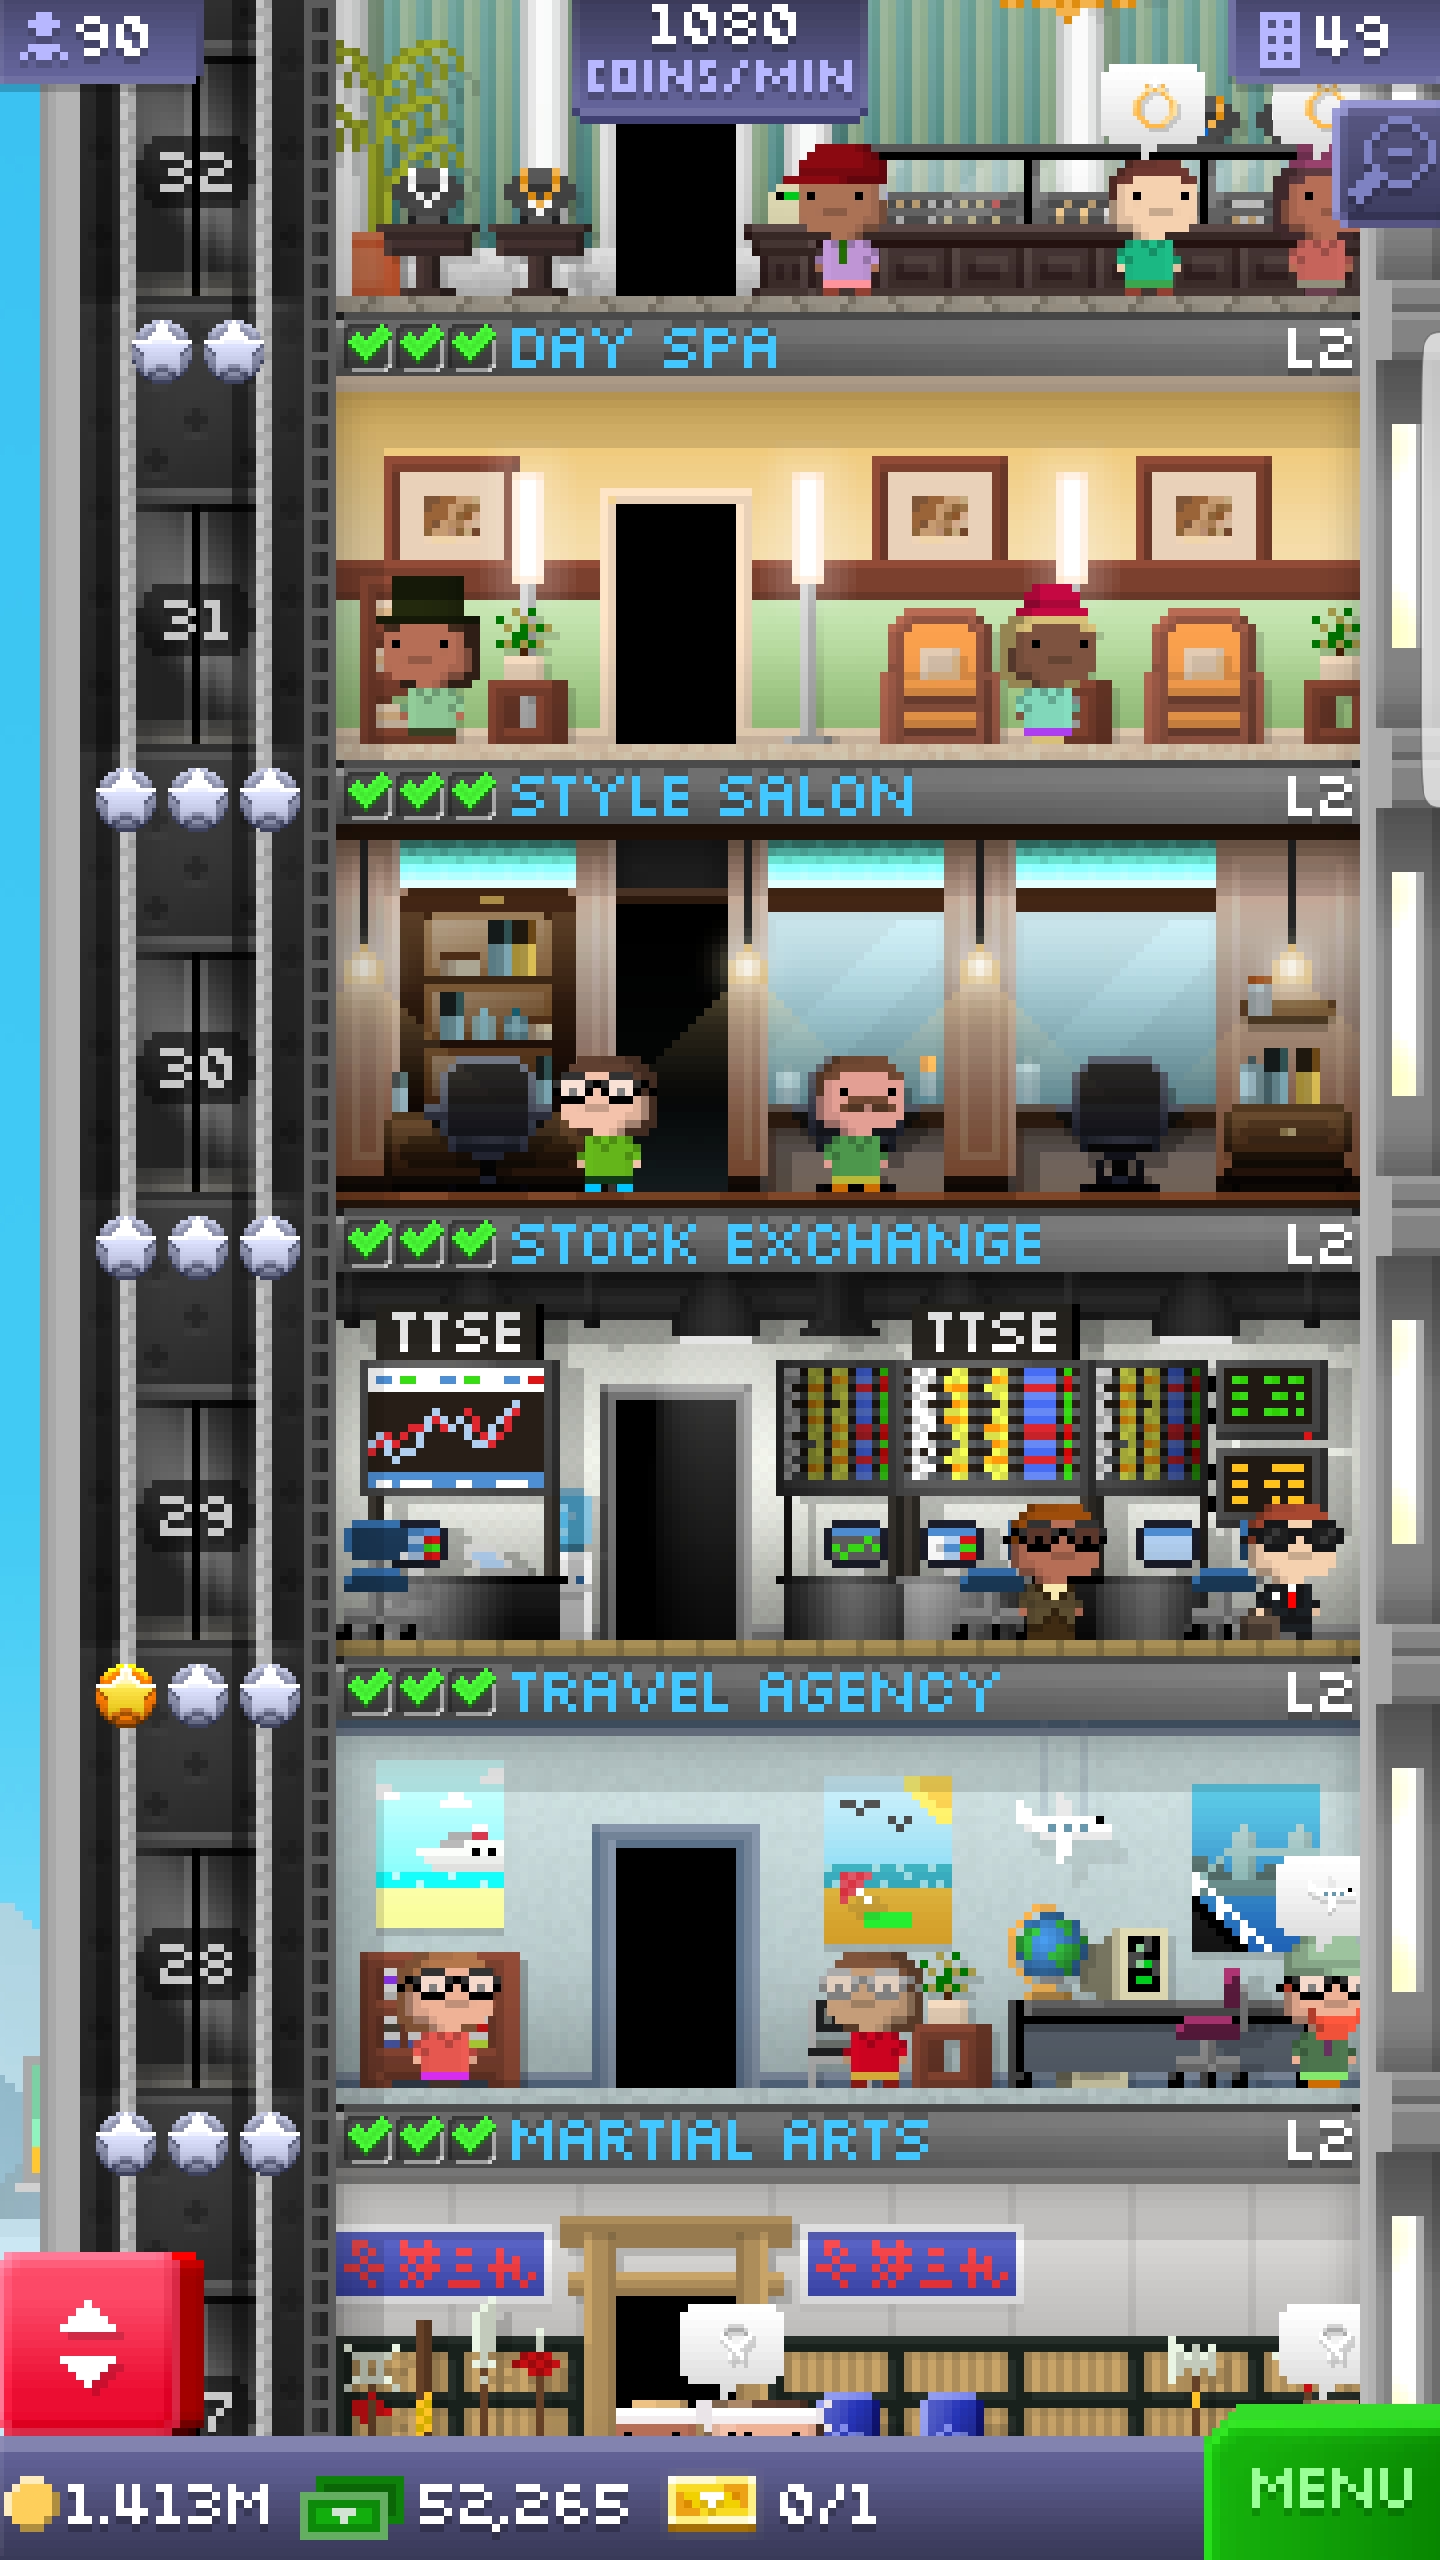 90
1080
COINS/MIN
49
32
DAY SPA
L2
31
STYLE SALON
L2
30
STOCK EXCHANGE
L2
TTSE
TTSE
29
TRAVEL AGENCY
L2
28
MARTIAL ARTS
L2
7
MENU
1.413M
52,265
0/1